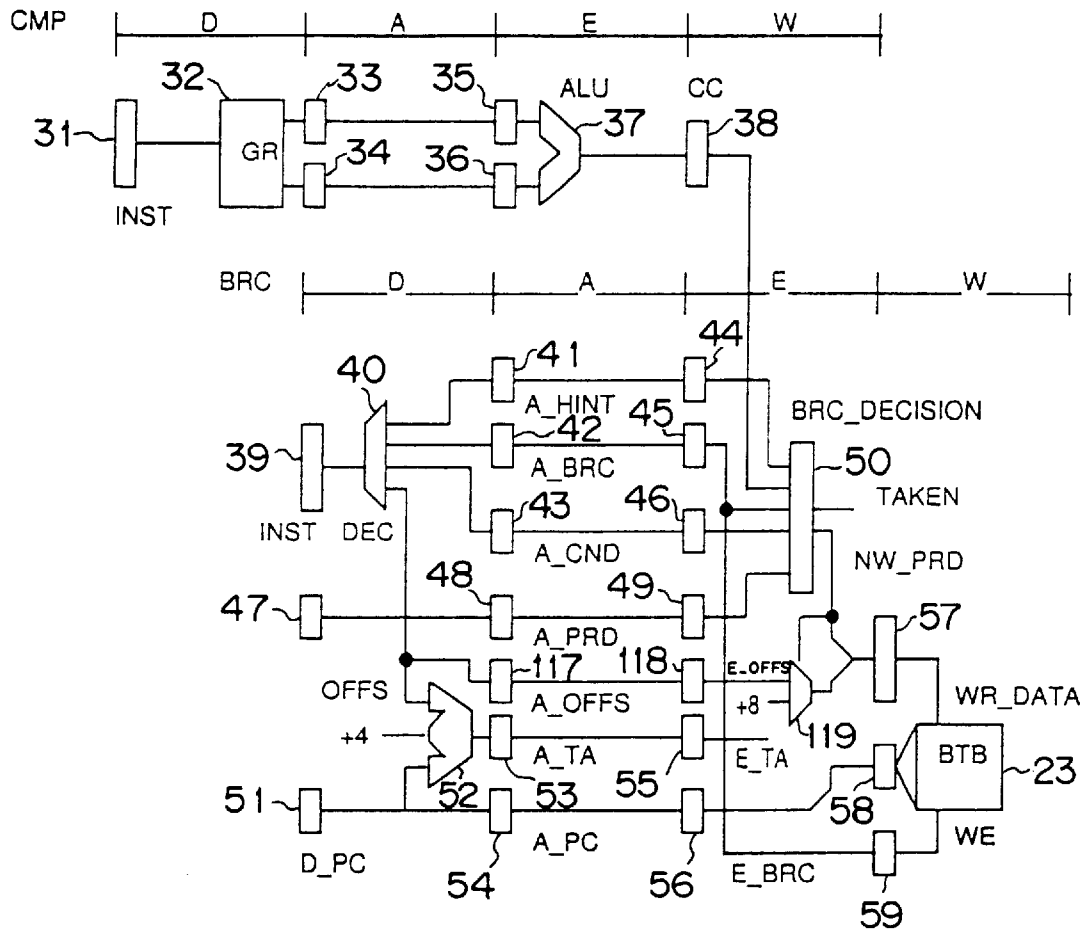 CMP D A E W
32 33 35 ALU CC
31 37 38
GR 34 36
INST
BRC D A E W
40 41 44
A_HINT BRC_DECISION
39 42 45 50
A_BRC TAKEN
INST DEC 43 46
A_CND NW_PRD
47 48 49 57
A_PRD
117 118 E_OFFS
OFFS A_OFFS +8 WR_DATA
+4 A_TA E_TA 119 BTB 23
51 52 53 55 58
D_PC A_PC WE
54 56 E_BRC 59